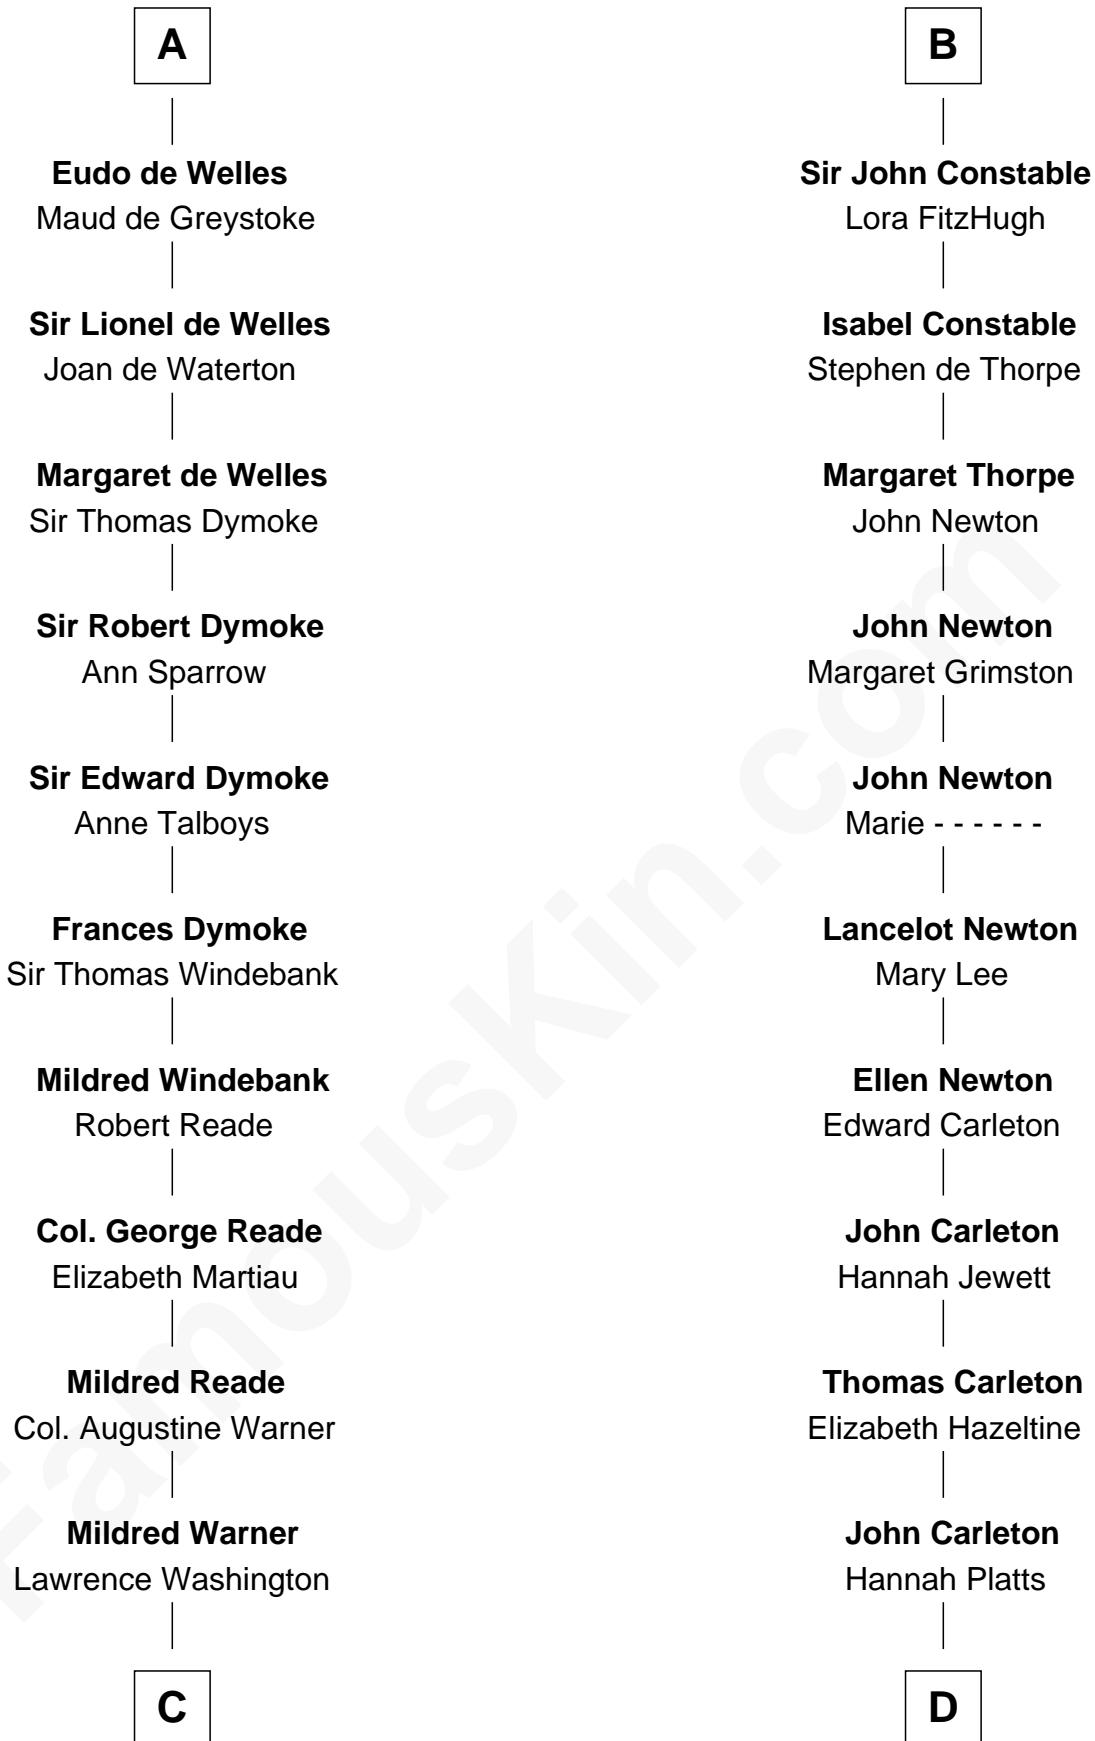 A
Eudo de Welles
Maud de Greystoke
Sir Lionel de Welles
Joan de Waterton
Margaret de Welles
Sir Thomas Dymoke
Sir Robert Dymoke
Ann Sparrow
Sir Edward Dymoke
Anne Talboys
Frances Dymoke
Sir Thomas Windebank
Mildred Windebank
Robert Reade
Col. George Reade
Elizabeth Martiau
Mildred Reade
Col. Augustine Warner
Mildred Warner
Lawrence Washington
C
B
Sir John Constable
Lora FitzHugh
Isabel Constable
Stephen de Thorpe
Margaret Thorpe
John Newton
John Newton
Margaret Grimston
John Newton
Marie - - - - - -
Lancelot Newton
Mary Lee
Ellen Newton
Edward Carleton
John Carleton
Hannah Jewett
Thomas Carleton
Elizabeth Hazeltine
John Carleton
Hannah Platts
D
FamousKin.com